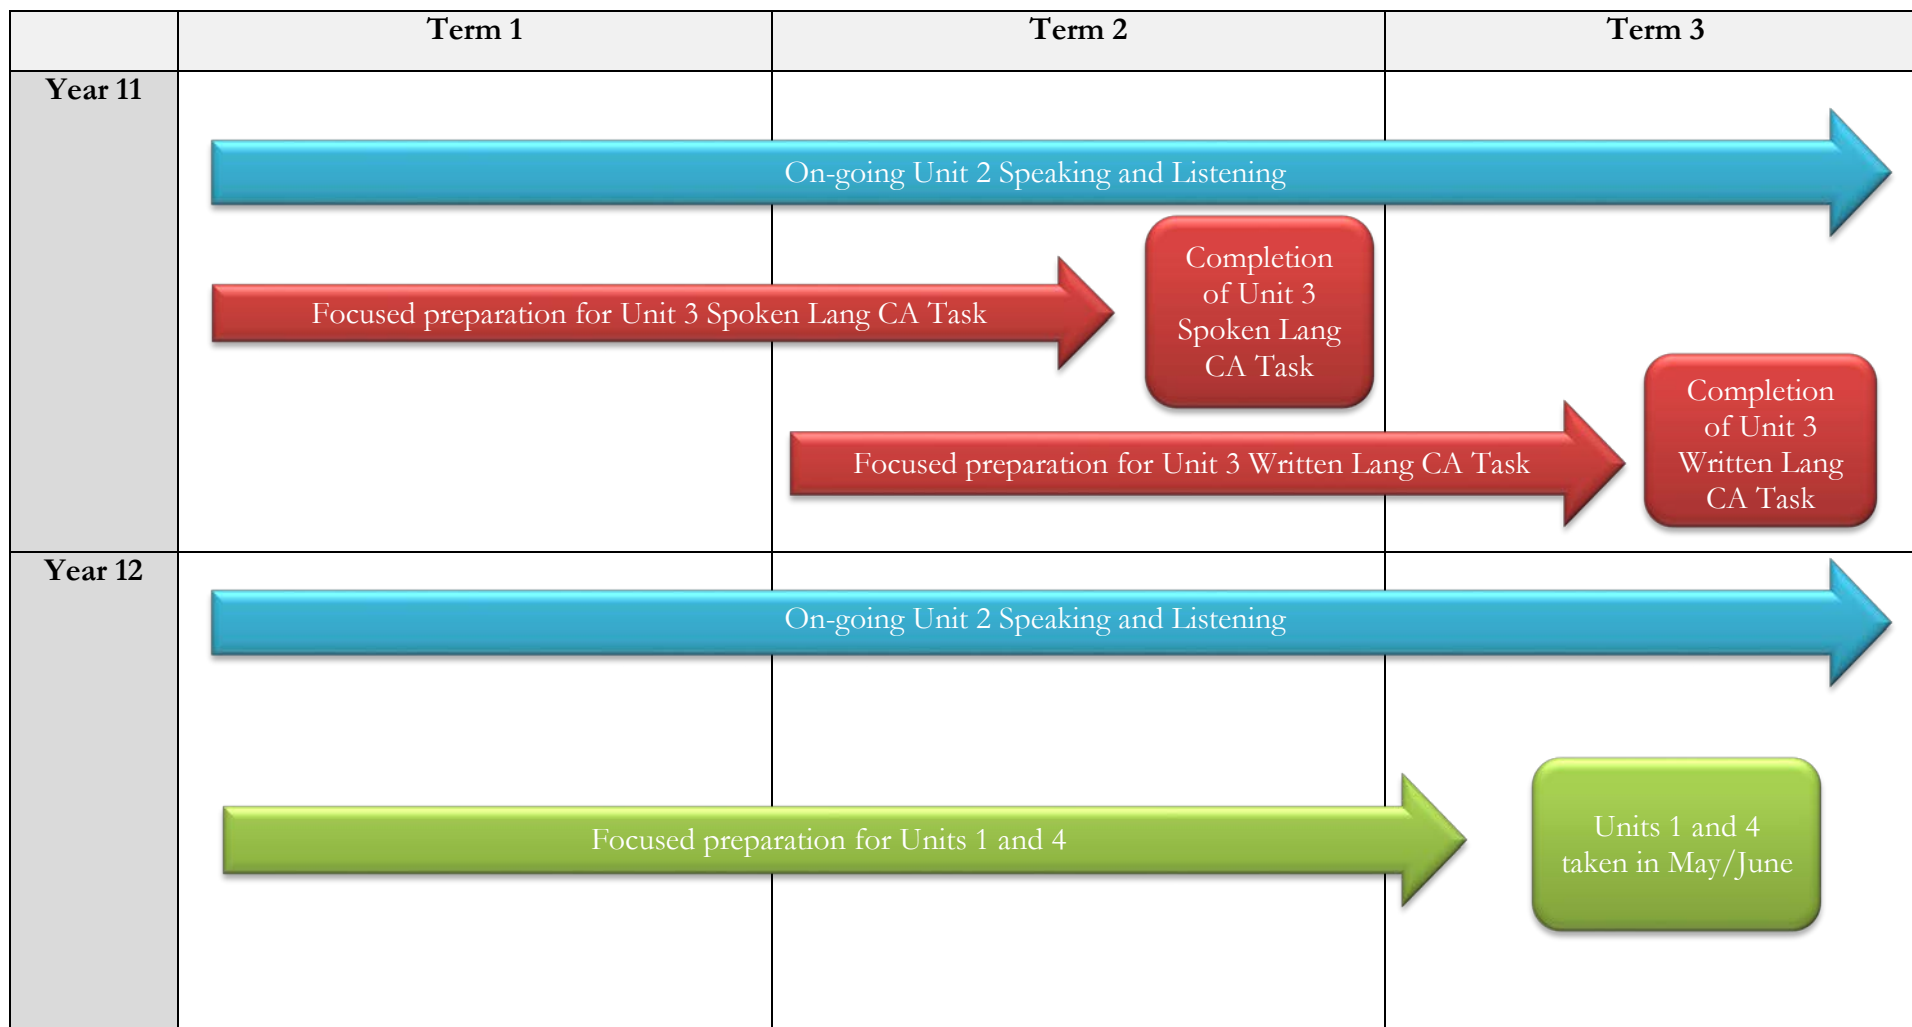 Term 1
Term 2
Term 3
Year 11
On-going Unit 2 Speaking and Listening
Focused preparation for Unit 3 Spoken Lang CA Task
Completion
of Unit 3
Spoken Lang
CA Task
Focused preparation for Unit 3 Written Lang CA Task
Completion
of Unit 3
Written Lang
CA Task
Year 12
On-going Unit 2 Speaking and Listening
Focused preparation for Units 1 and 4
Units 1 and 4
taken in May/June